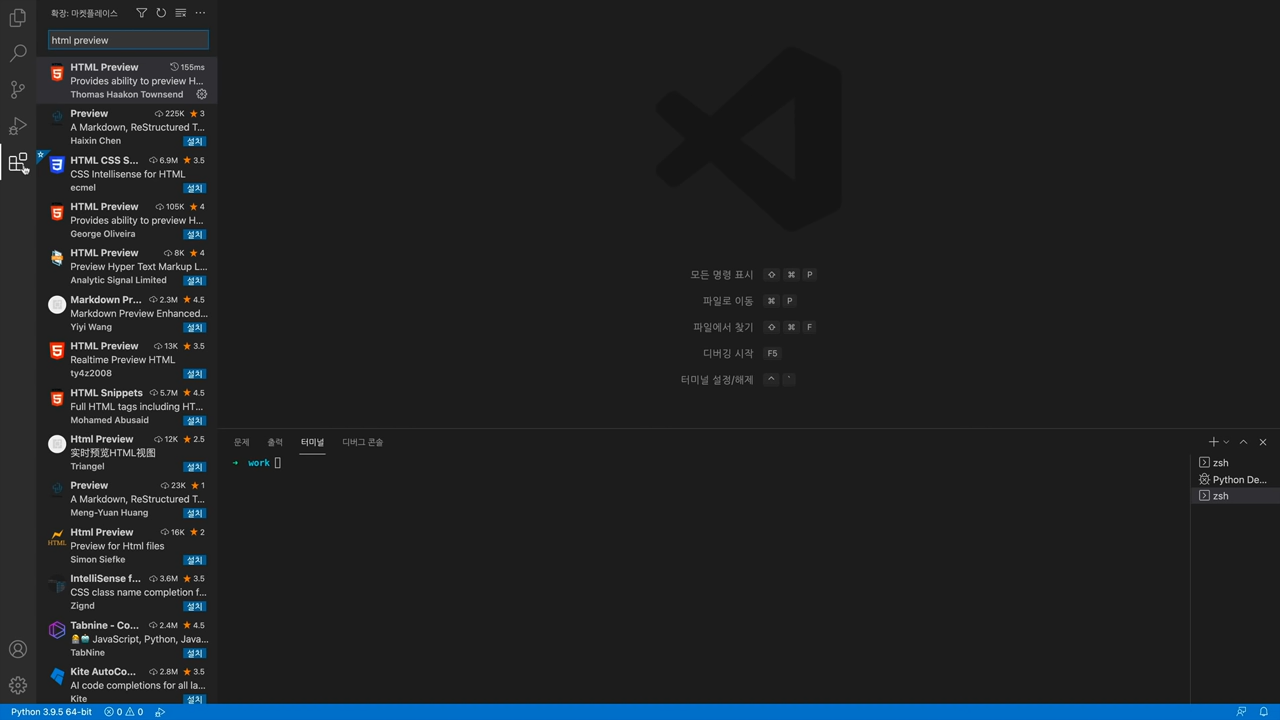 확장: 마켓플레이스
html preview
HTML Preview 155ms
Provides ability to preview H...
Thomas Haakon Townsend
Preview 225K 3
A Markdown, ReStructured T...
Haixin Chen 설치
HTML CSS S... 6.9M 3.5
CSS Intellisense for HTML
ecmel 설치
HTML Preview 105K 4
Provides ability to preview H...
George Oliveira 설치
HTML Preview 8K 4
Preview Hyper Text Markup L...
Analytic Signal Limited 설치
Markdown Pr... 2.3M 4.5
Markdown Preview Enhanced...
Yiyi Wang 설치
HTML Preview 13K 3.5
Realtime Preview HTML
ty4z2008 설치
HTML Snippets 5.7M 4.5
Full HTML tags including HT...
Mohamed Abusaid 설치
Html Preview 12K 2.5
实时预览HTML视图
Triangel 설치
Preview 23K 1
A Markdown, ReStructured T...
Meng-Yuan Huang 설치
HTML
Html Preview 16K 2
Preview for Html files
Simon Siefke 설치
IntelliSense f... 3.6M 3.5
CSS class name completion f...
Zignd 설치
Tabnine - Co... 2.4M 4.5
JavaScript, Python, Java...
TabNine 설치
Kite AutoCo... 2.8M 3.5
AI code completions for all la...
Kite 설치
모든 명령 표시 ⇧ ⌘ P
파일로 이동 ⌘ P
파일에서 찾기 ⇧ ⌘ F
디버깅 시작 F5
터미널 설정/해제 ^ `
문제 출력 터미널 디버그 콘솔
→ work
zsh
Python De...
zsh
Python 3.9.5 64-bit 0 0